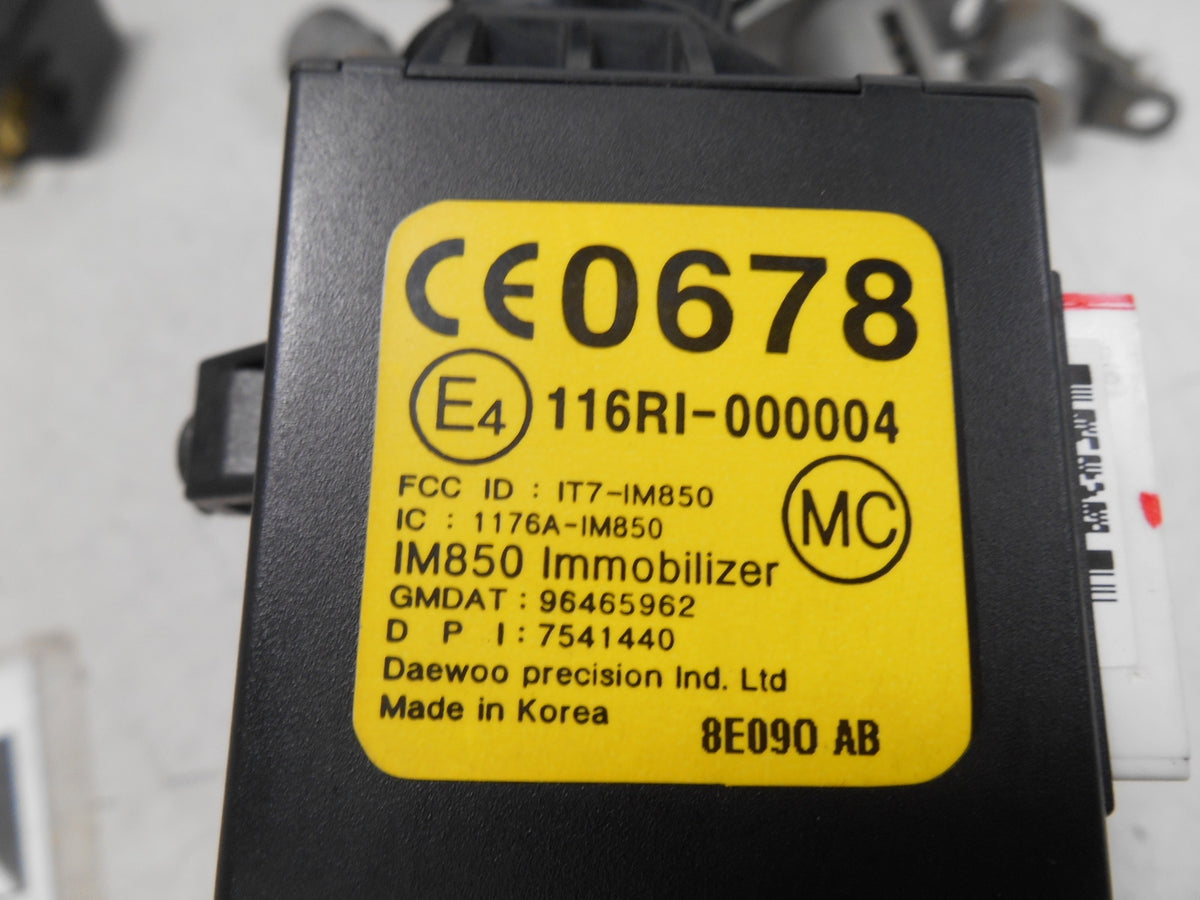 CE0678
E4 116RI-000004
FCC ID : IT7-IM850
IC : 1176A-IM850
MC
IM850 Immobilizer
GMDAT : 96465962
D P I : 7541440
Daewoo precision Ind. Ltd
Made in Korea
8E090 AB